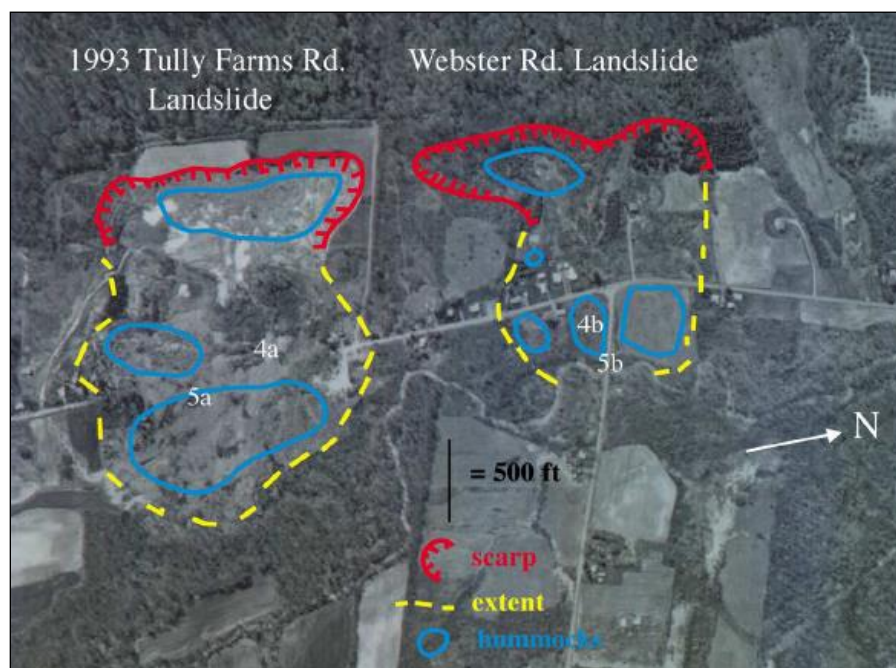 1993 Tully Farms Rd.
Landslide
Webster Rd. Landslide
4a
4b
5a
5b
N
= 500 ft
scarp
extent
hummocks